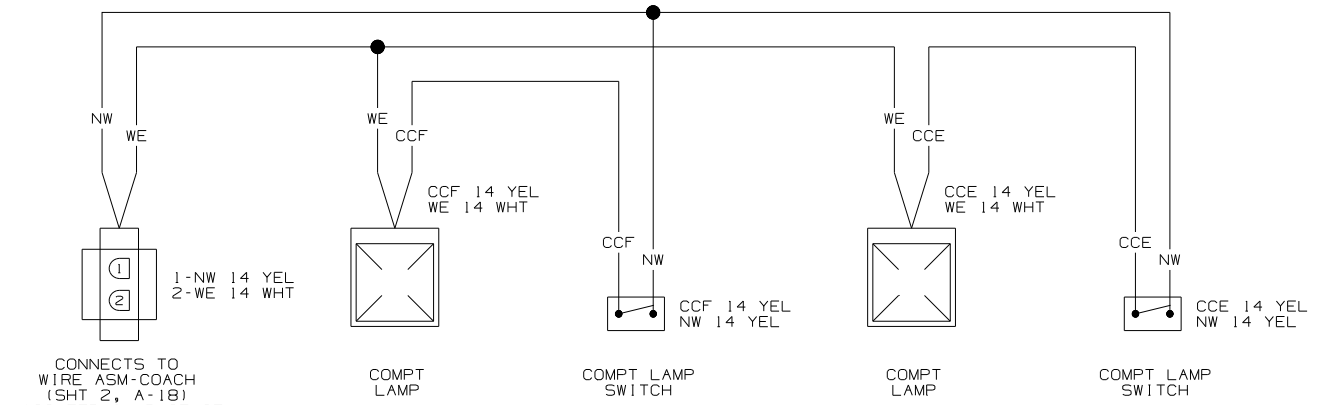 NW
WE
WE
CCF
WE
CCE
CCF 14 YEL
WE 14 WHT
CCE 14 YEL
WE 14 WHT
CCF
NW
CCE
NW
1
2
1-NW 14 YEL
2-WE 14 WHT
CCF 14 YEL
NW 14 YEL
CCE 14 YEL
NW 14 YEL
CONNECTS TO
WIRE ASM-COACH
(SHT 2, A-18)
COMPT
LAMP
COMPT LAMP
SWITCH
COMPT
LAMP
COMPT LAMP
SWITCH